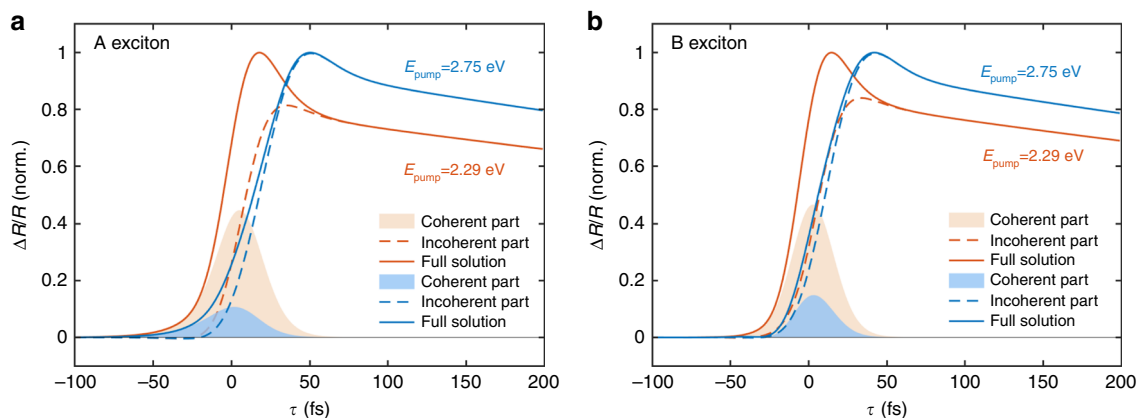 a
A exciton
1
0.8
0.6
0.4
0.2
0
ΔR/R (norm.)
E_pump=2.75 eV
E_pump=2.29 eV
Coherent part
Incoherent part
Full solution
Coherent part
Incoherent part
Full solution
–100 –50 0 50 100 150 200
τ (fs)
b
B exciton
1
0.8
0.6
0.4
0.2
0
ΔR/R (norm.)
E_pump=2.75 eV
E_pump=2.29 eV
Coherent part
Incoherent part
Full solution
Coherent part
Incoherent part
Full solution
–100 –50 0 50 100 150 200
τ (fs)